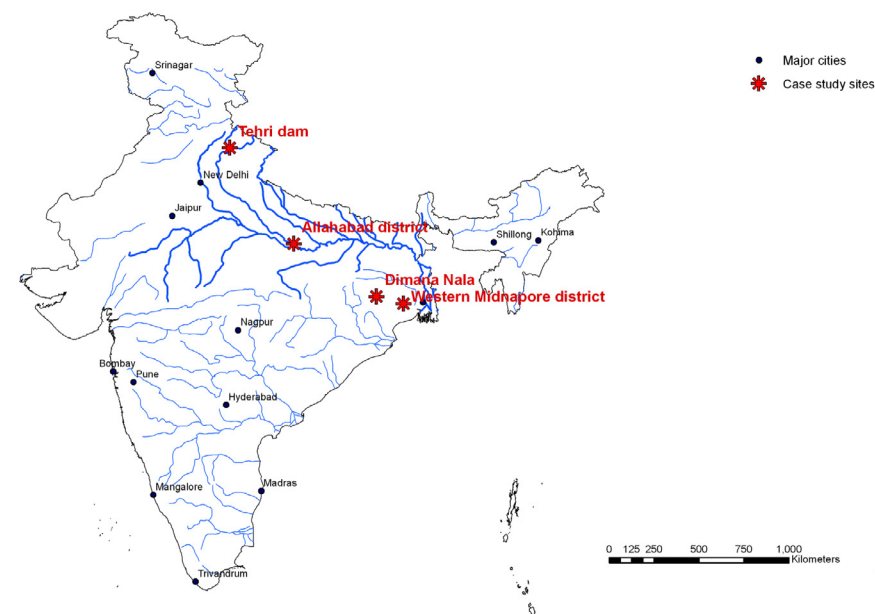 Srinagar
Major cities
Case study sites
Tehri dam
New Delhi
Jaipur
Allahabad district
Shillong
Kohima
Dimana Nala
Western Midnapore district
Nagpur
Bombay
Pune
Hyderabad
Mangalore
Madras
0 125 250 500 750 1,000
Kilometers
Trivandrum